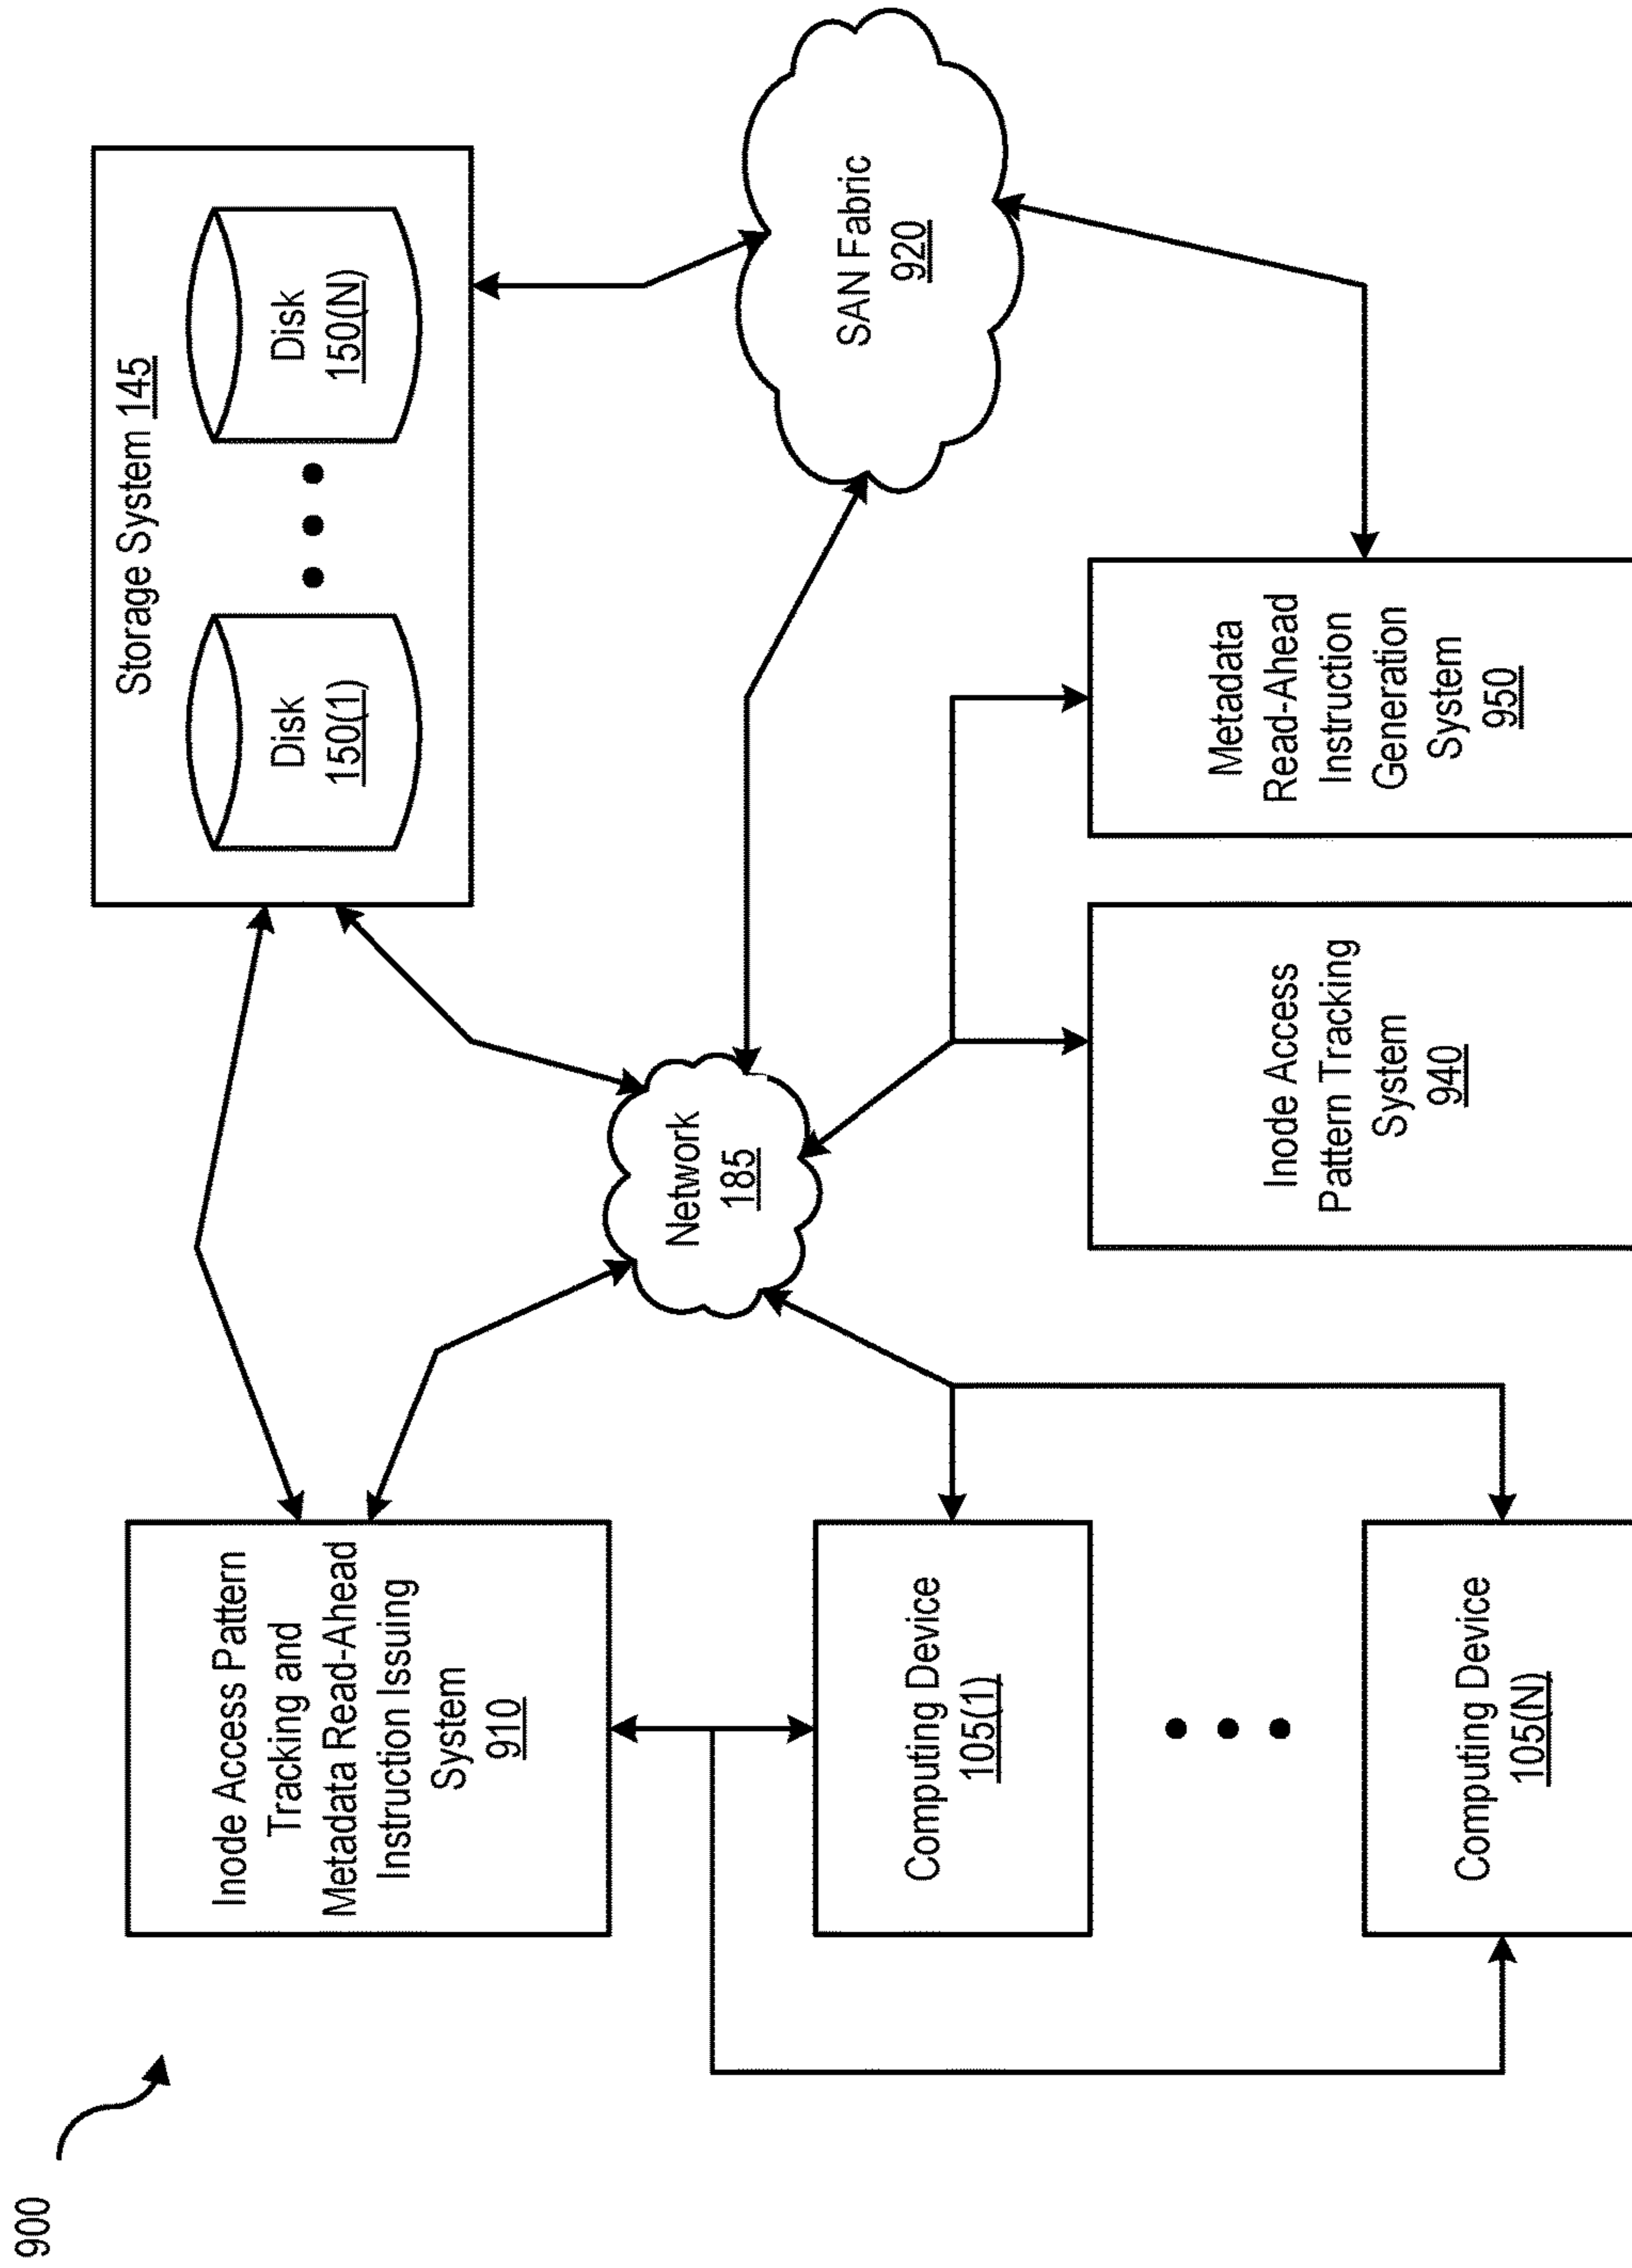 900
Inode Access Pattern
Tracking and
Metadata Read-Ahead
Instruction Issuing
System
910
Storage System 145
Disk
150(1)
Disk
150(N)
Network
185
SAN Fabric
920
Computing Device
105(1)
Computing Device
105(N)
Inode Access
Pattern Tracking
System
940
Metadata
Read-Ahead
Instruction
Generation
System
950